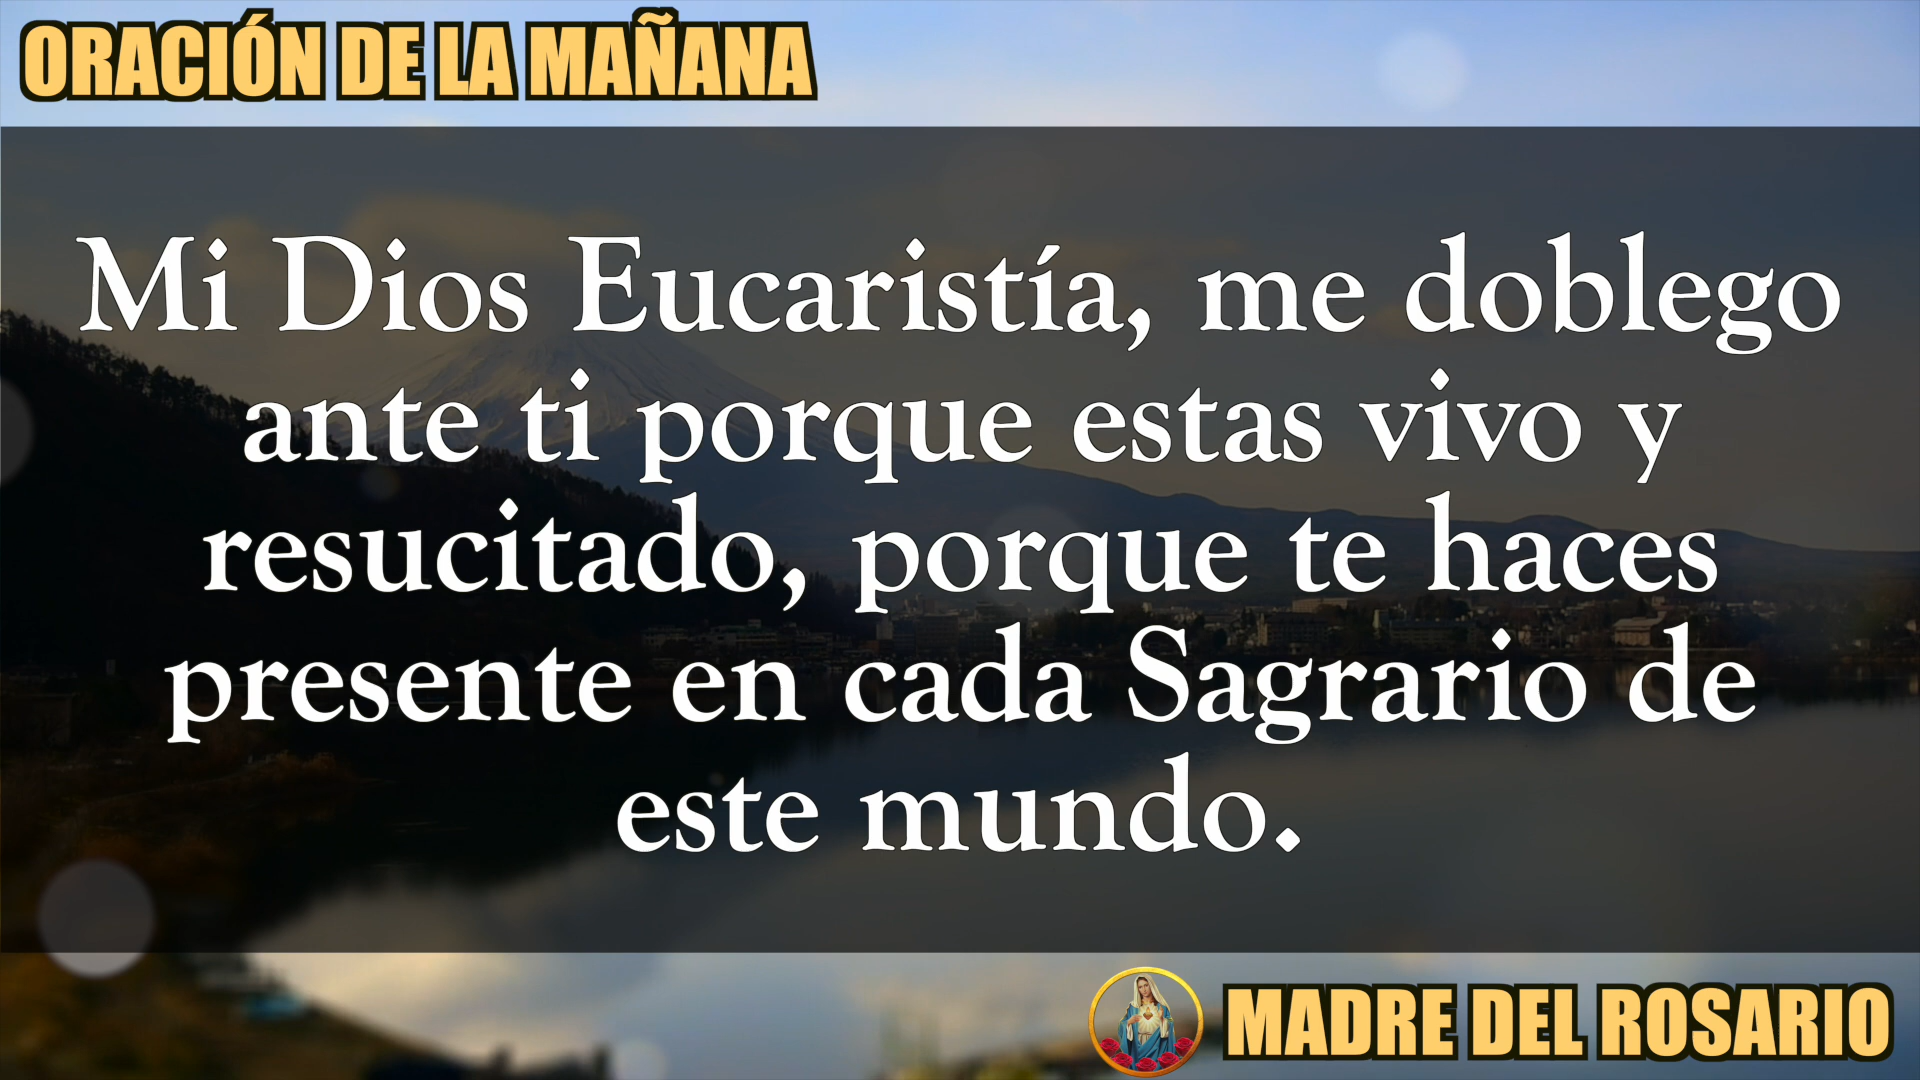 ORACIÓN DE LA MAÑANA
Mi Dios Eucaristía, me doblego
ante ti porque estas vivo y
resucitado, porque te haces
presente en cada Sagrario de
este mundo.
MADRE DEL ROSARIO